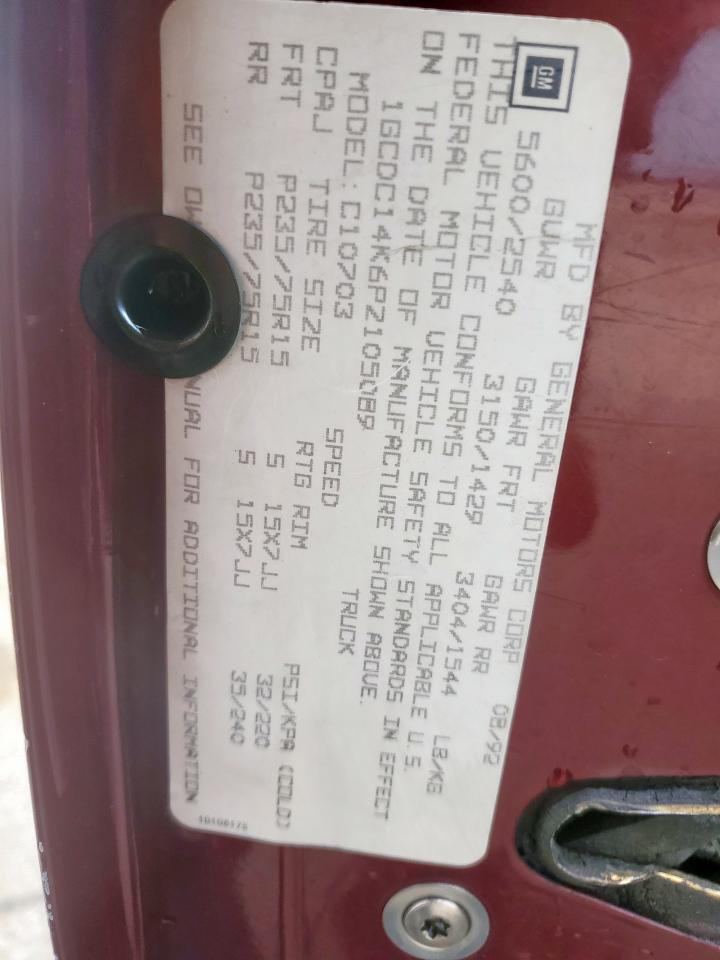 GM
MFD BY GENERAL MOTORS CORP 08/92
GVWR GAWR FRT GAWR RR
5600/2540 3150/1429 3404/1544 LB/KG
THIS VEHICLE CONFORMS TO ALL APPLICABLE U.S.
FEDERAL MOTOR VEHICLE SAFETY STANDARDS IN EFFECT
ON THE DATE OF MANUFACTURE SHOWN ABOVE.
1GCDC14K6P2105089 TRUCK
MODEL: C10703
SPEED
CPAJ TIRE SIZE RTG RIM PSI/KPA (COLD)
FRT P235/75R15 S 15X7JJ 32/220
RR P235/75R15 S 15X7JJ 35/240
SEE MANUAL FOR ADDITIONAL INFORMATION